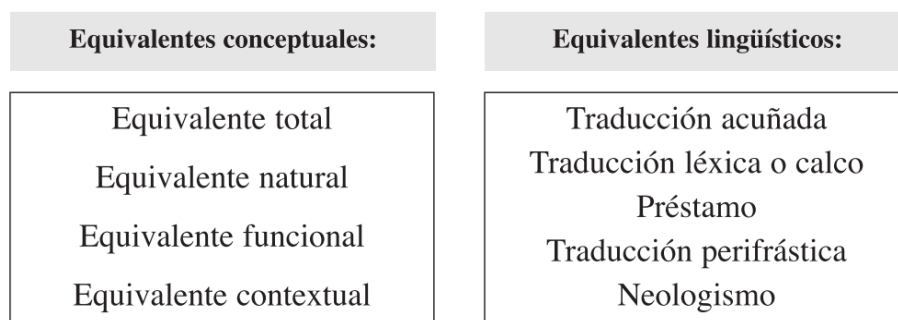 Equivalentes conceptuales:
Equivalente total
Equivalente natural
Equivalente funcional
Equivalente contextual
Equivalentes lingüísticos:
Traducción acuñada
Traducción léxica o calco
Préstamo
Traducción perifrástica
Neologismo